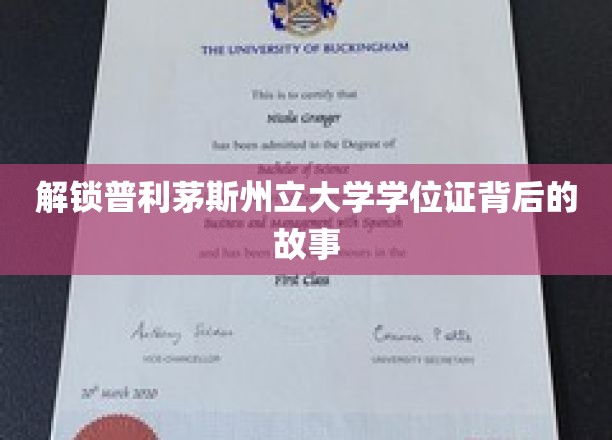 THE UNIVERSITY OF BUCKINGHAM
This is to certify that
Nicola Granger
has been admitted to the Degree of
Bachelor of Science
解锁普利茅斯州立大学学位证背后的
故事
Business and Management with Spanish
and has been honours in the
First Class
VICE-CHANCELLOR
UNIVERSITY SECRETARY
20th March 2020